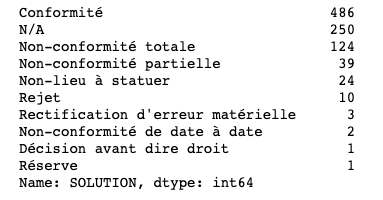 Conformité 486
N/A 250
Non-conformité totale 124
Non-conformité partielle 39
Non-lieu à statuer 24
Rejet 10
Rectification d'erreur matérielle 3
Non-conformité de date à date 2
Décision avant dire droit 1
Réserve 1
Name: SOLUTION, dtype: int64